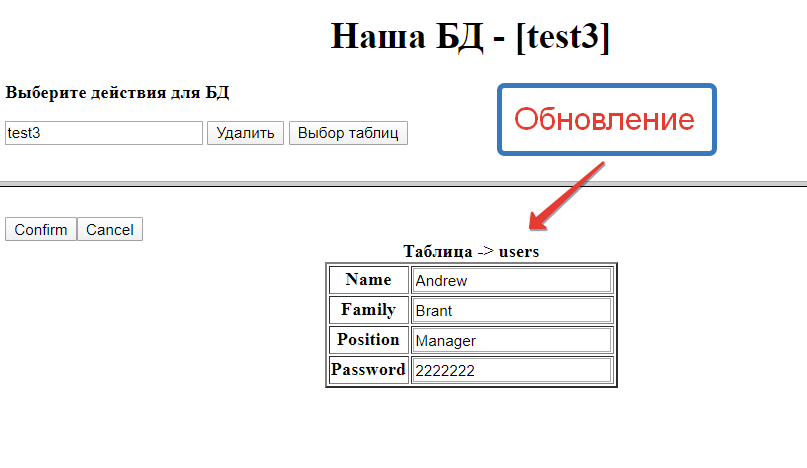 Наша БД - [test3]
Выберите действия для БД
Обновление
test3 Удалить Выбор таблиц
Confirm Cancel
Таблица -> users
Name Andrew
Family Brant
Position Manager
Password 2222222